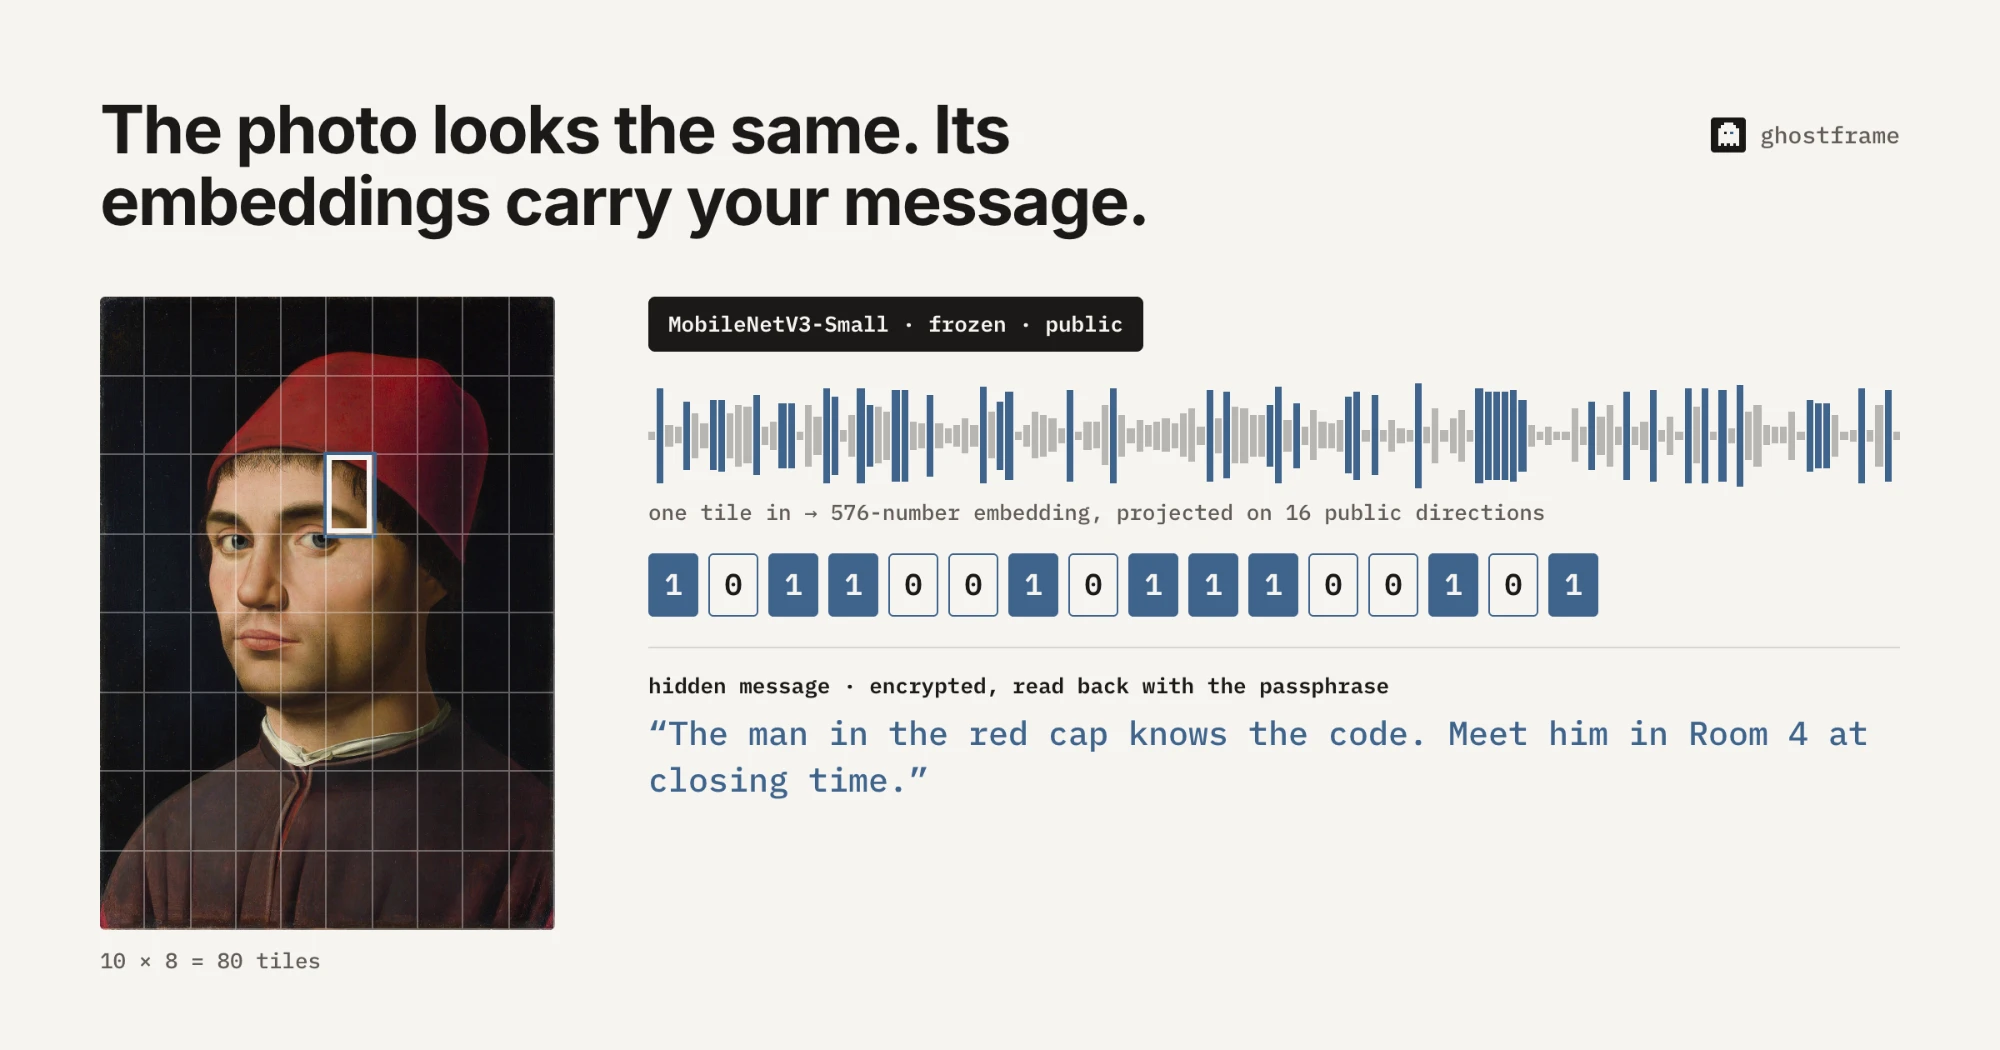 The photo looks the same. Its
embeddings carry your message.
ghostframe
MobileNetV3-Small · frozen · public
one tile in → 576-number embedding, projected on 16 public directions
1 0 1 1 0 0 1 0 1 1 1 0 0 1 0 1
hidden message · encrypted, read back with the passphrase
“The man in the red cap knows the code. Meet him in Room 4 at
closing time.”
10 × 8 = 80 tiles